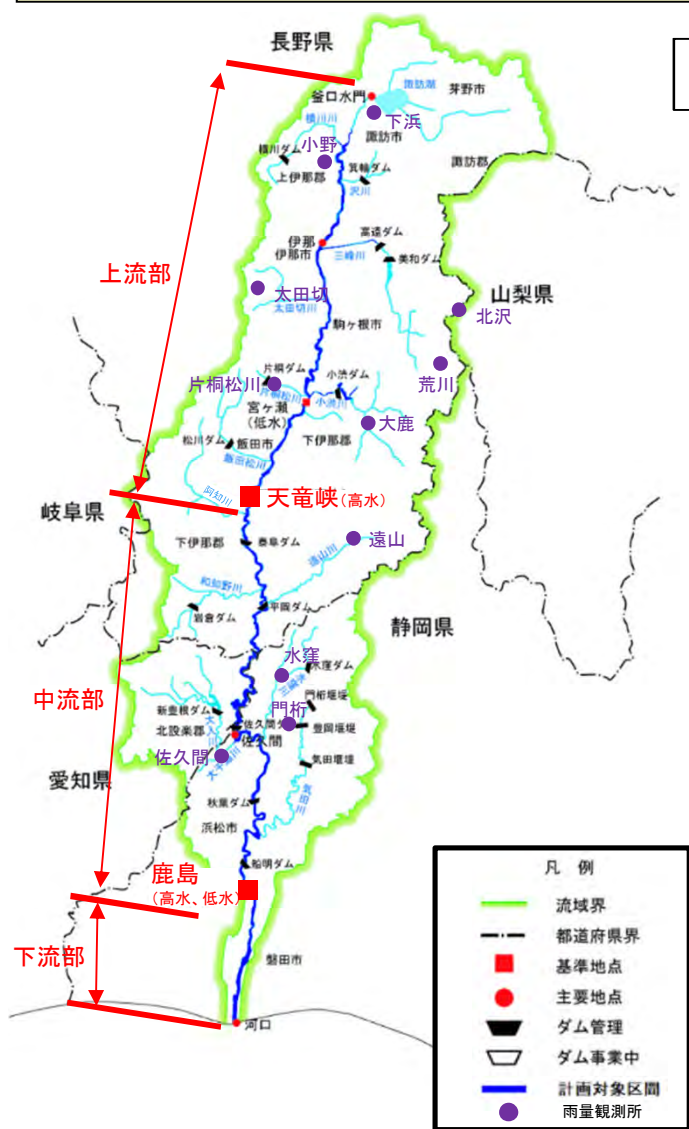 長野県
釜口水門
諏訪湖
茅野市
下浜
横川川
小野
諏訪市
横川ダム
上伊那郡
箕輪ダム
沢川
諏訪郡
伊那
伊那市
高遠ダム
三峰川
美和ダム
上流部
太田切
太田切川
山梨県
北沢
駒ヶ根市
荒川
片桐ダム
小渋ダム
片桐松川
片桐松川
宮ヶ瀬
(低水)
小渋川
大鹿
松川ダム
飯田市
下伊那郡
飯田松川
天竜峡(高水)
阿知川
岐阜県
下伊那郡
泰阜ダム
遠山
遠山川
和知野川
平岡ダム
岩倉ダム
静岡県
水窪
水窪ダム
門桁堰堤
中流部
新豊根ダム
門桁
北設楽郡
大入川
佐久間ダ
佐久間
豊岡堰堤
佐久間
大千瀬川
気田堰堤
愛知県
気田川
秋葉ダム
浜松市
船明ダム
鹿島
(高水、低水)
下流部
磐田市
河口
凡 例
流域界
都道府県界
基準地点
主要地点
ダム管理
ダム事業中
計画対象区間
雨量観測所